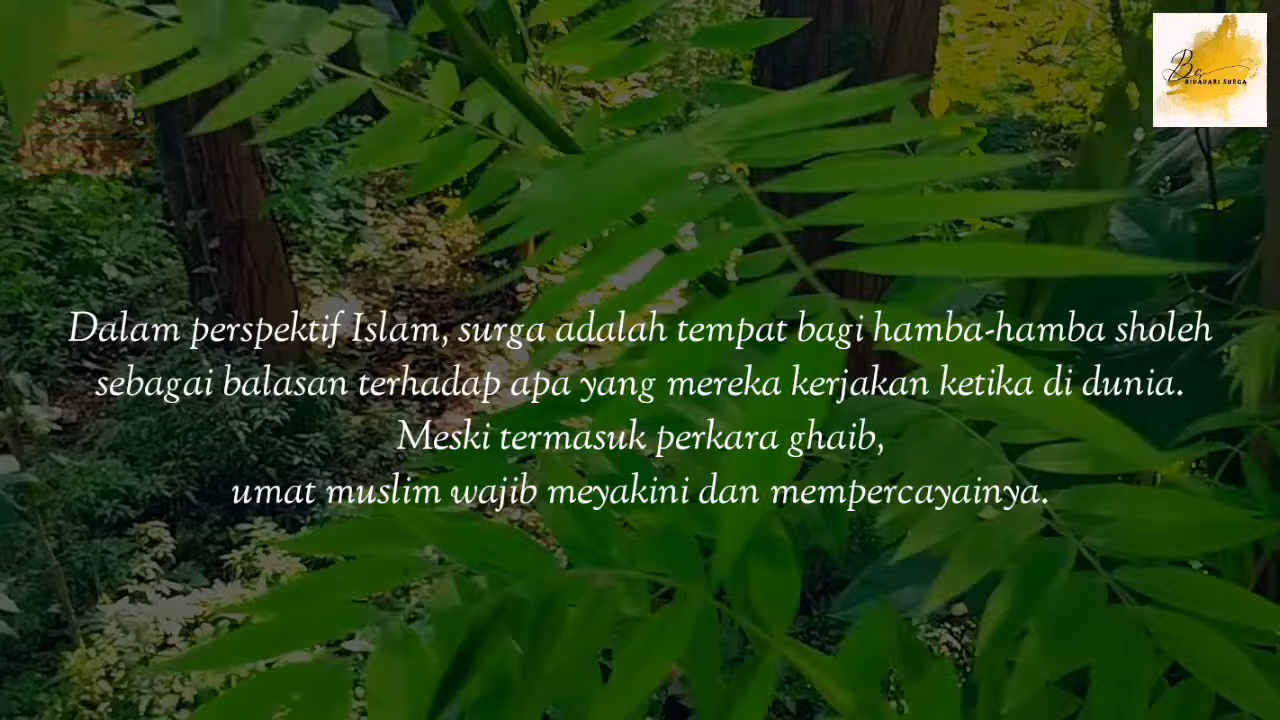 BIDADARI SURGA
Dalam perspektif Islam, surga adalah tempat bagi hamba-hamba sholeh
sebagai balasan terhadap apa yang mereka kerjakan ketika di dunia.
Meski termasuk perkara ghaib,
umat muslim wajib meyakini dan mempercayainya.